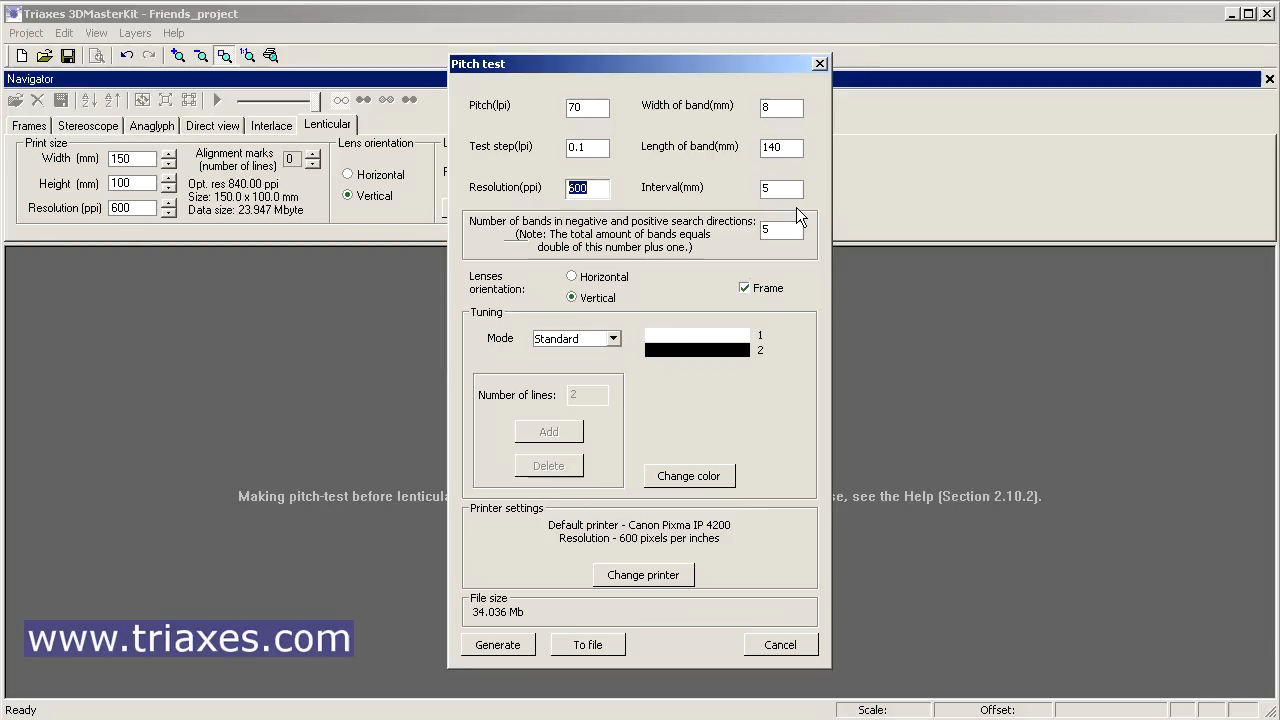 Triaxes 3DMasterKit - Friends_project
Project Edit View Layers Help
Navigator
Frames Stereoscope Anaglyph Direct view Interlace Lenticular
Print size
Width (mm) 150
Height (mm) 100
Resolution (ppi) 600
Alignment marks 0
(number of lines)
Opt. res 840.00 ppi
Size: 150.0 x 100.0 mm
Data size: 23.947 Mbyte
Lens orientation
Horizontal
Vertical
Pitch test
Pitch(lpi) 70 Width of band(mm) 8
Test step(lpi) 0.1 Length of band(mm) 140
Resolution(ppi) 600 Interval(mm) 5
Number of bands in negative and positive search directions: 5
(Note: The total amount of bands equals
double of this number plus one.)
Lenses
orientation:
Horizontal
Vertical
Frame
Tuning
Mode Standard 1
2
Number of lines: 2
Add
Delete
Change color
Making pitch-test before lenticul
se, see the Help (Section 2.10.2).
Printer settings
Default printer - Canon Pixma IP 4200
Resolution - 600 pixels per inches
Change printer
File size
34.036 Mb
Generate To file Cancel
www.triaxes.com
Ready Scale: Offset: